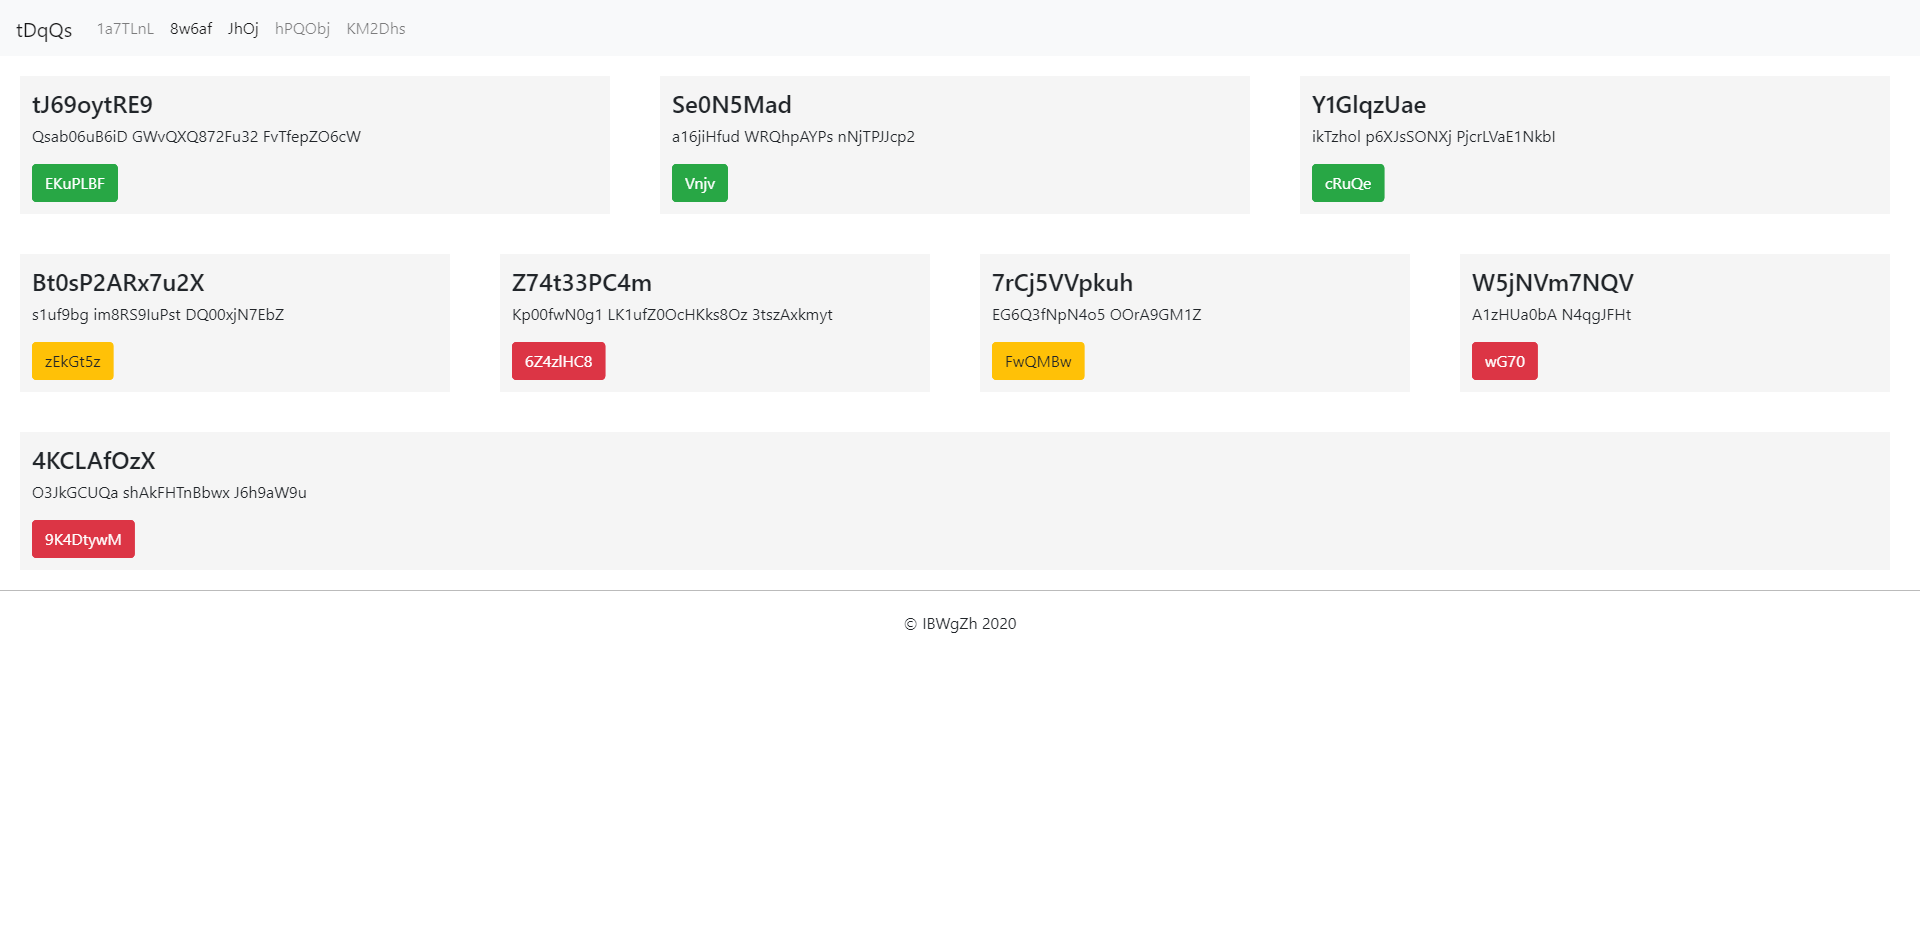 tDqQs 1a7TLnL 8w6af JhOj hPQObj KM2Dhs
tJ69oytRE9
Qsab06uB6iD GWvQXQ872Fu32 FvTfepZO6cW
EKuPLBF
Se0N5Mad
a16jiHfud WRQhpAYPs nNjTPJJcp2
Vnjv
Y1GlqzUae
ikTzhol p6XJsSONXj PjcrLVaE1NkbI
cRuQe
Bt0sP2ARx7u2X
s1uf9bg im8RS9IuPst DQ00xjN7EbZ
zEkGt5z
Z74t33PC4m
Kp00fwN0g1 LK1ufZ0OcHKks8Oz 3tszAxkmyt
6Z4zlHC8
7rCj5VVpkuh
EG6Q3fNpN4o5 OOrA9GM1Z
FwQMBw
W5jNVm7NQV
A1zHUa0bA N4qgJFHt
wG70
4KCLAfOzX
O3JkGCUQa shAkFHTnBbwx J6h9aW9u
9K4DtywM
© IBWgZh 2020